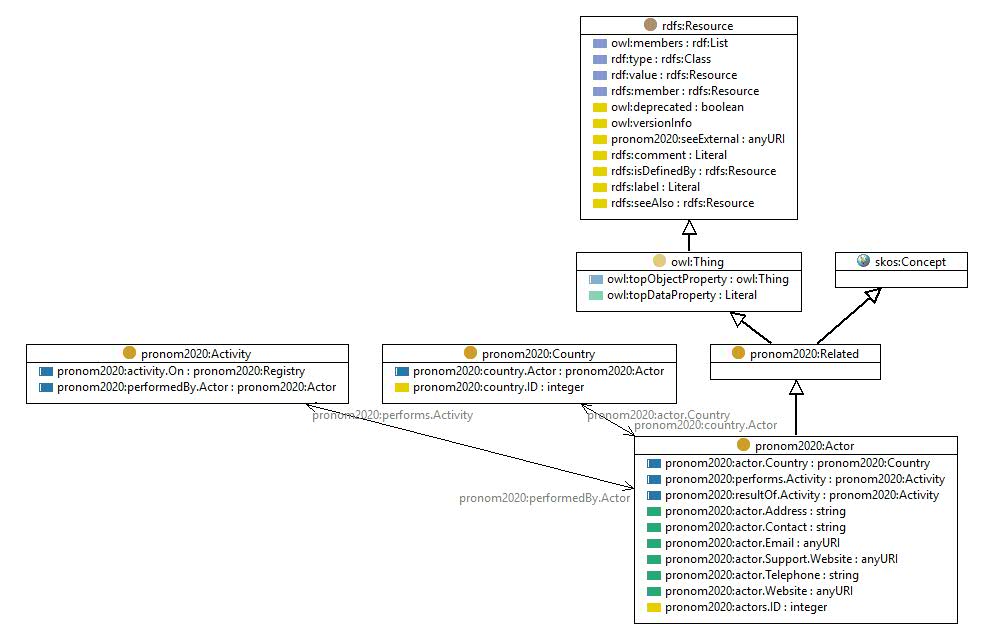 rdfs:Resource
owl:members : rdf:List
rdf:type : rdfs:Class
rdf:value : rdfs:Resource
rdfs:member : rdfs:Resource
owl:deprecated : boolean
owl:versionInfo
pronom2020:seeExternal : anyURI
rdfs:comment : Literal
rdfs:isDefinedBy : rdfs:Resource
rdfs:label : Literal
rdfs:seeAlso : rdfs:Resource
owl:Thing
owl:topObjectProperty : owl:Thing
owl:topDataProperty : Literal
skos:Concept
pronom2020:Activity
pronom2020:activity.On : pronom2020:Registry
pronom2020:performedBy.Actor : pronom2020:Actor
pronom2020:Country
pronom2020:country.Actor : pronom2020:Actor
pronom2020:country.ID : integer
pronom2020:Related
pronom2020:performs.Activity
pronom2020:actor.Country
pronom2020:country.Actor
pronom2020:performedBy.Actor
pronom2020:Actor
pronom2020:actor.Country : pronom2020:Country
pronom2020:performs.Activity : pronom2020:Activity
pronom2020:resultOf.Activity : pronom2020:Activity
pronom2020:actor.Address : string
pronom2020:actor.Contact : string
pronom2020:actor.Email : anyURI
pronom2020:actor.Support.Website : anyURI
pronom2020:actor.Telephone : string
pronom2020:actor.Website : anyURI
pronom2020:actors.ID : integer